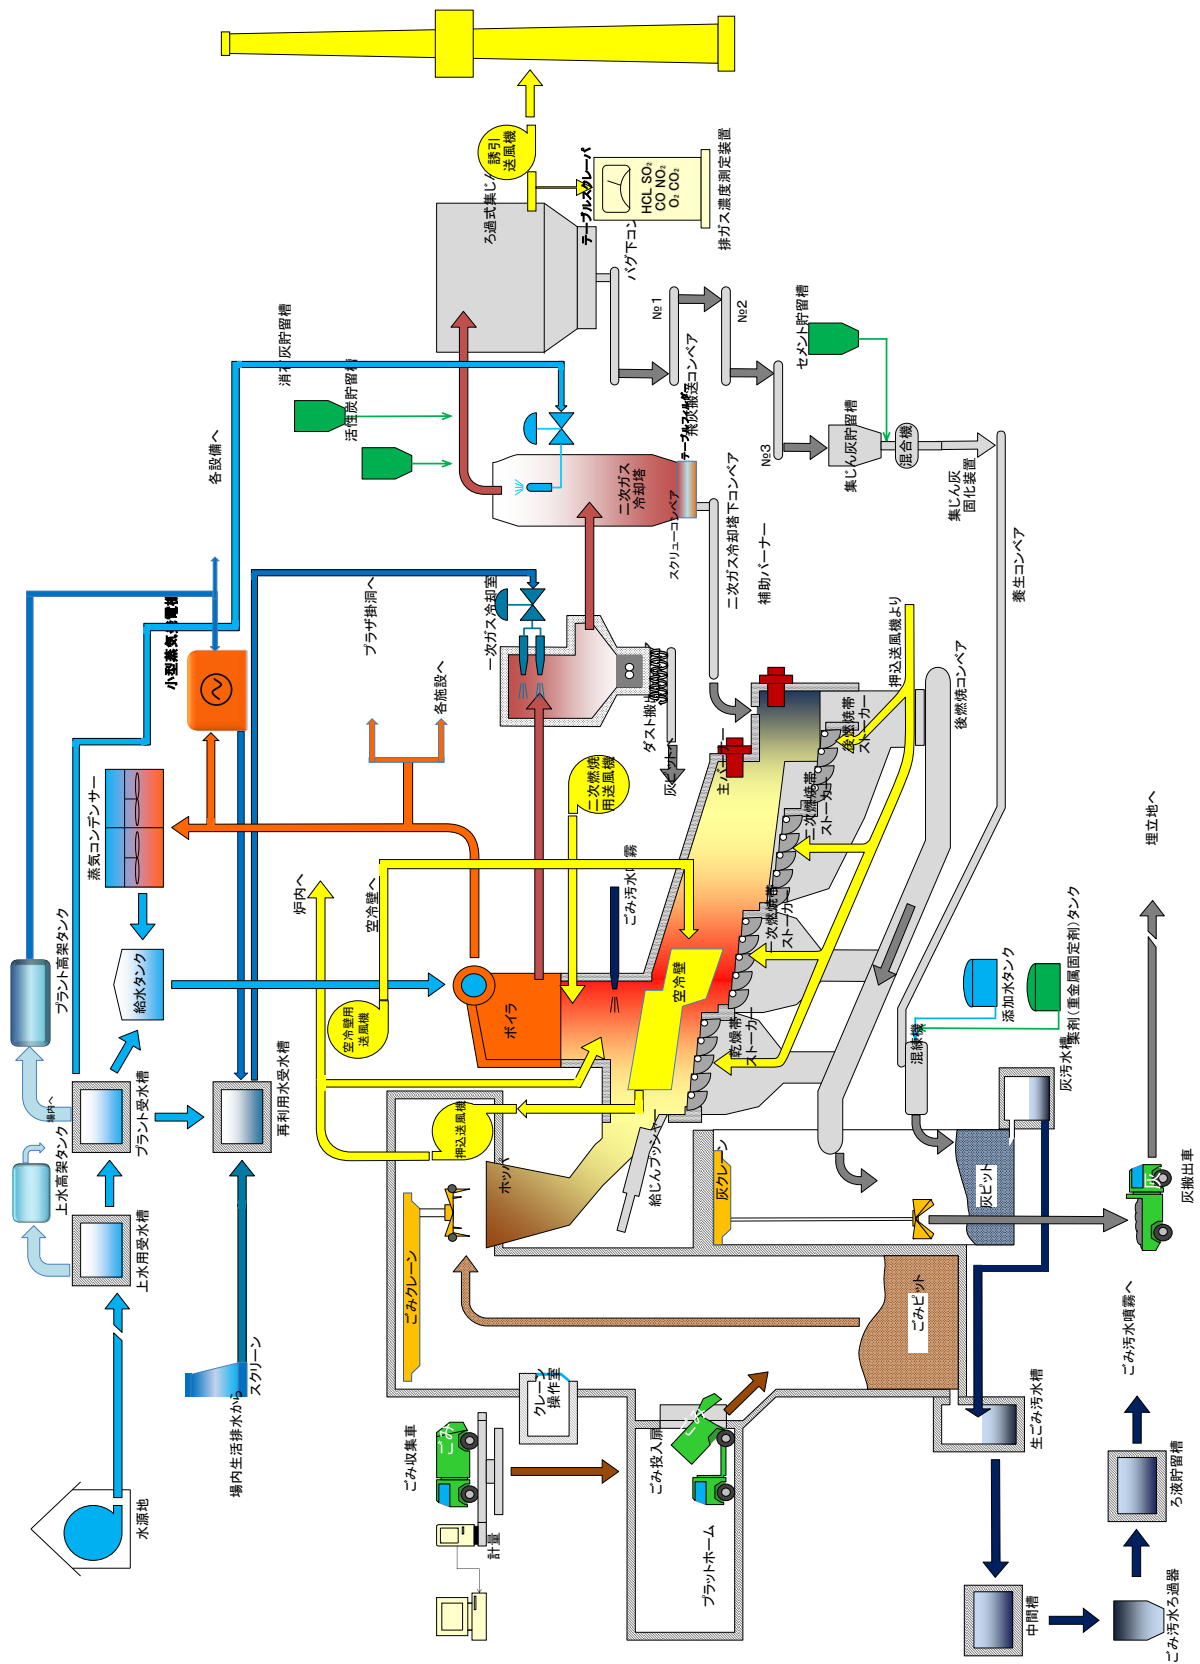 水源地
上水用受水槽
上水高架タンク
場内へ
プラント受水槽
プラント高架タンク
給水タンク
蒸気コンデンサー
小型蒸気発電機
各設備へ
場内生活排水から
スクリーン
再利用水受水槽
炉内へ
空冷壁へ
プラザ掛洞へ
各施設へ
消石灰貯留槽
活性炭貯留槽
ろ過式集じん
誘引
送風機
テーブルスクレーパ
HCL SO₂
CO NO₂
O₂ CO₂
排ガス濃度測定装置
バグ下コン
№1
№2
№3
飛灰搬送コンベア
セメント貯留槽
集じん灰貯留槽
混合機
集じん灰
固化装置
養生コンベア
二次ガス
冷却塔
スクリューコンベア
二次ガス冷却塔下コンベア
補助バーナー
一次ガス冷却室
ダスト搬出
灰ピットへ
主バーナー
二次燃焼
用送風機
ごみ汚水噴霧
空冷壁用
送風機
ボイラ
空冷壁
押込送風機
押込送風機より
後燃焼帯
ストーカー
二次燃焼帯
ストーカー
一次燃焼帯
ストーカー
乾燥帯
ストーカー
後燃焼コンベア
ホッパ
給じんプッシャー
ごみクレーン
灰クレーン
クレーン
操作室
ごみ収集車
ごみ
計量
ごみ投入扉
ごみ
プラットホーム
ごみピット
灰ピット
灰汚水槽
混練機
添加水タンク
薬剤(重金属固定剤)タンク
埋立地へ
灰
灰搬出車
生ごみ汚水槽
中間槽
ごみ汚水ろ過器
ろ液貯留槽
ごみ汚水噴霧へ